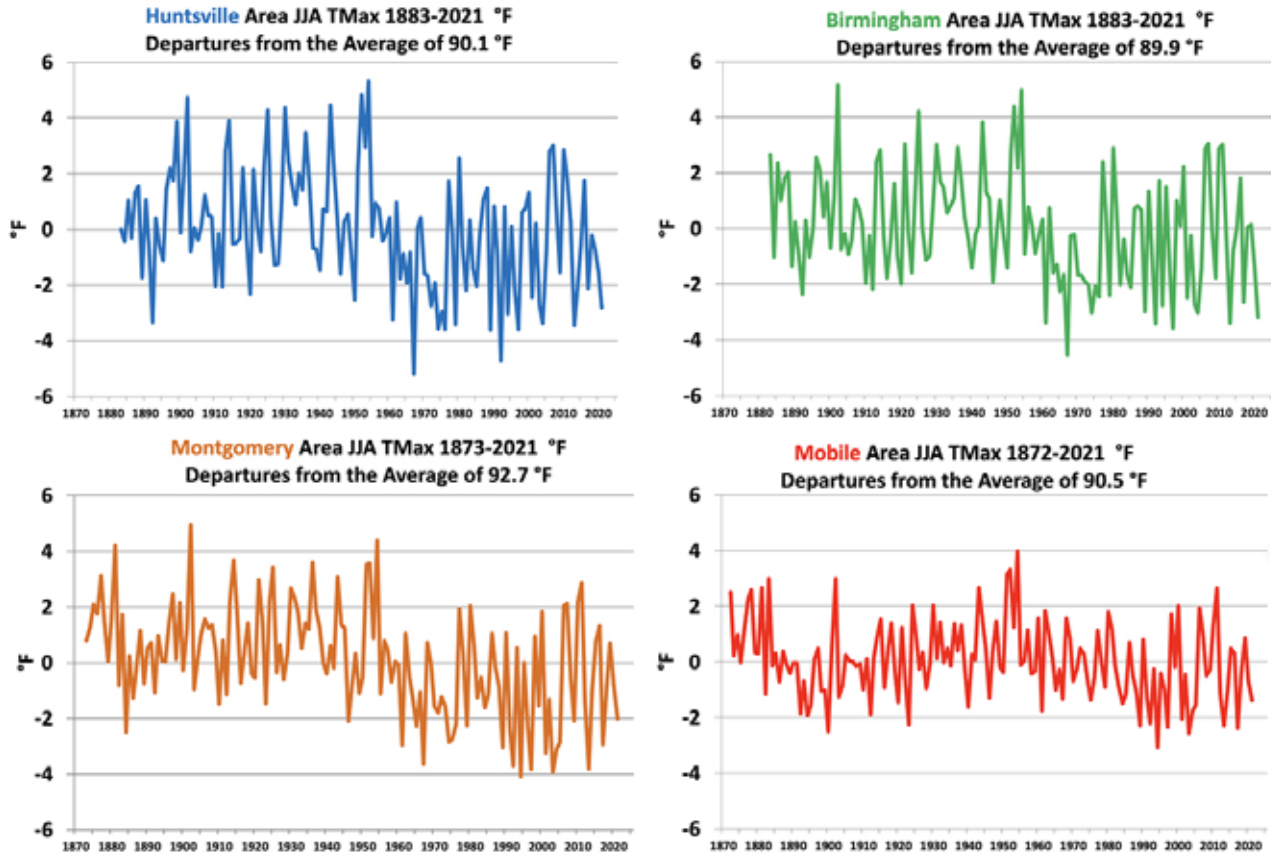 Huntsville Area JJA TMax 1883-2021 °F
Departures from the Average of 90.1 °F
6
4
2
0
-2
-4
-6
°F
1870 1880 1890 1900 1910 1920 1930 1940 1950 1960 1970 1980 1990 2000 2010 2020
Birmingham Area JJA TMax 1883-2021 °F
Departures from the Average of 89.9 °F
6
4
2
0
-2
-4
-6
°F
1870 1880 1890 1900 1910 1920 1930 1940 1950 1960 1970 1980 1990 2000 2010 2020
Montgomery Area JJA TMax 1873-2021 °F
Departures from the Average of 92.7 °F
6
4
2
0
-2
-4
-6
°F
1870 1880 1890 1900 1910 1920 1930 1940 1950 1960 1970 1980 1990 2000 2010 2020
Mobile Area JJA TMax 1872-2021 °F
Departures from the Average of 90.5 °F
6
4
2
0
-2
-4
-6
°F
1870 1880 1890 1900 1910 1920 1930 1940 1950 1960 1970 1980 1990 2000 2010 2020